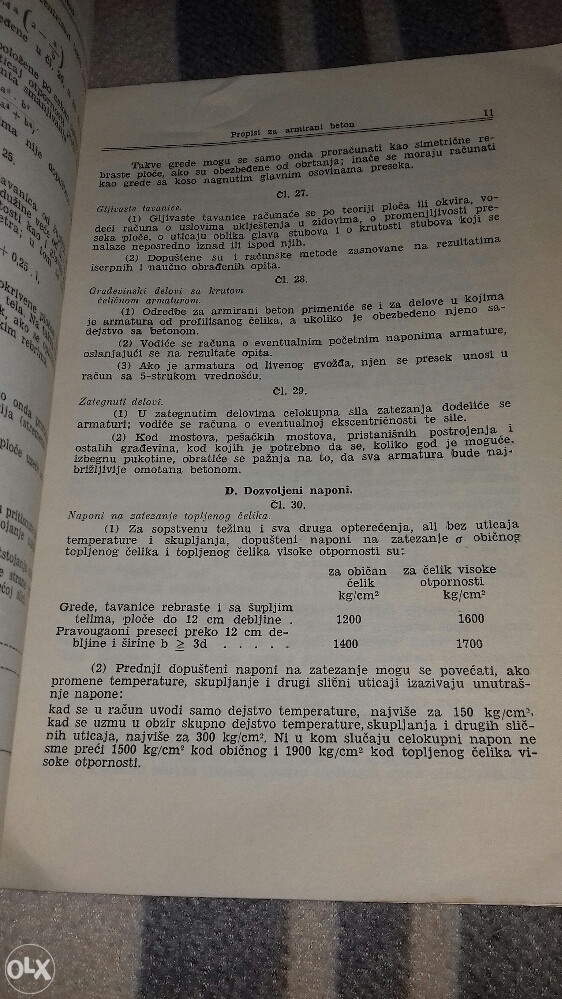 Propisi za armirani beton
11
Takve grede mogu se samo onda proračunati kao simetrične re-
braste ploče, ako su obezbeđene od obrtanja; inače se moraju računati
kao grede sa koso nagnutim glavnim osovinama preseka.
Čl. 27.
Gljivaste tavanice.
(1) Gljivaste tavanice računaće se po teoriji ploča ili okvira, vo-
deći računa o uslovima uklještenja u zidovima, o promenljivosti pre-
seka ploče, o uticaju oblika glava stubova i o krutosti stubova koji se
nalaze neposredno iznad ili ispod njih.
(2) Dopuštene su i računske metode zasnovane na rezultatima
iserpnih i naučno obrađenih opita.
Čl. 28.
Građevinski delovi sa krutom
čeličnom armaturom.
(1) Odredbe za armirani beton primeniće se i za delove u kojima
je armatura od profilisanog čelika, a ukoliko je obezbeđeno njeno sa-
dejstvo sa betonom.
(2) Vodiće se računa o eventualnim početnim naponima armature,
oslanjajući se na rezultate opita.
(3) Ako je armatura od livenog gvožđa, njen se presek unosi u
račun sa 5-strukom vrednošću.
Čl. 29.
Zategnuti delovi.
(1) U zategnutim delovima celokupna sila zatezanja dodeliće se
armaturi; vodiće se računa o eventualnoj ekscentričnosti te sile.
(2) Kod mostova, pešačkih mostova, pristanišnih postrojenja i
ostalih građevina, kod kojih je potrebno da se, koliko god je moguće,
izbegnu pukotine, obratiće se pažnja na to, da sva armatura bude naj-
brižljivije omotana betonom.
D. Dozvoljeni naponi.
Čl. 30.
Naponi na zatezanje topljenog čelika.
(1) Za sopstvenu težinu i sva druga opterećenja, ali bez uticaja
temperature i skupljanja, dopušteni naponi na zatezanje σ običnog
topljenog čelika i topljenog čelika visoke otpornosti su:
za običan za čelik visoke
čelik otpornosti
kg/cm² kg/cm²
Grede, tavanice rebraste i sa šupljim
telima, ploče do 12 cm debljine . 1200 1600
Pravougaoni preseci preko 12 cm de-
bljine i širine b ≥ 3d . . . . . 1400 1700
(2) Prednji dopušteni naponi na zatezanje mogu se povećati, ako
promene temperature, skupljanje i drugi slični uticaji izazivaju unutraš-
nje napone:
kad se u račun uvodi samo dejstvo temperature, najviše za 150 kg/cm²,
kad se uzmu u obzir skupno dejstvo temperature, skupljanja i drugih slič-
nih uticaja, najviše za 300 kg/cm². Ni u kom slučaju celokupni napon ne
sme preći 1500 kg/cm² kod običnog i 1900 kg/cm² kod topljenog čelika vi-
soke otpornosti.
OLX